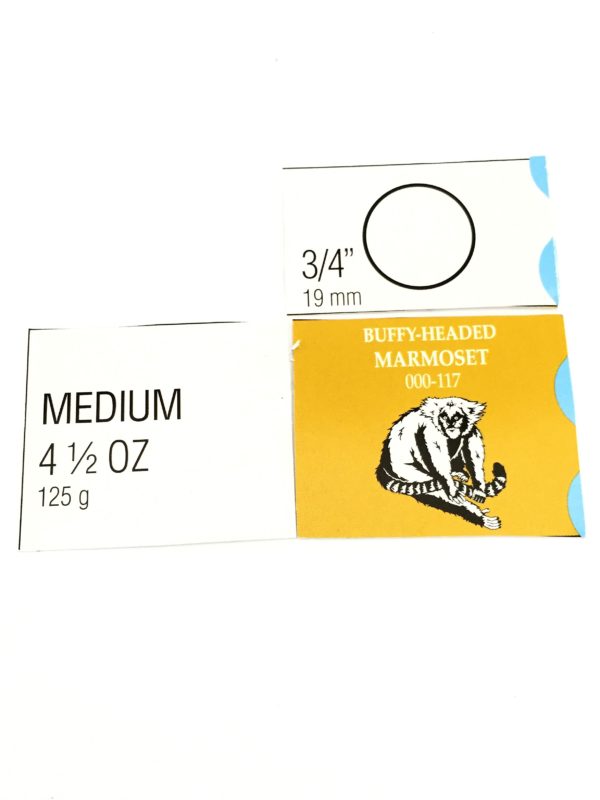 3/4”
19 mm
MEDIUM
4 ½ OZ
125 g
BUFFY-HEADED
MARMOSET
000-117